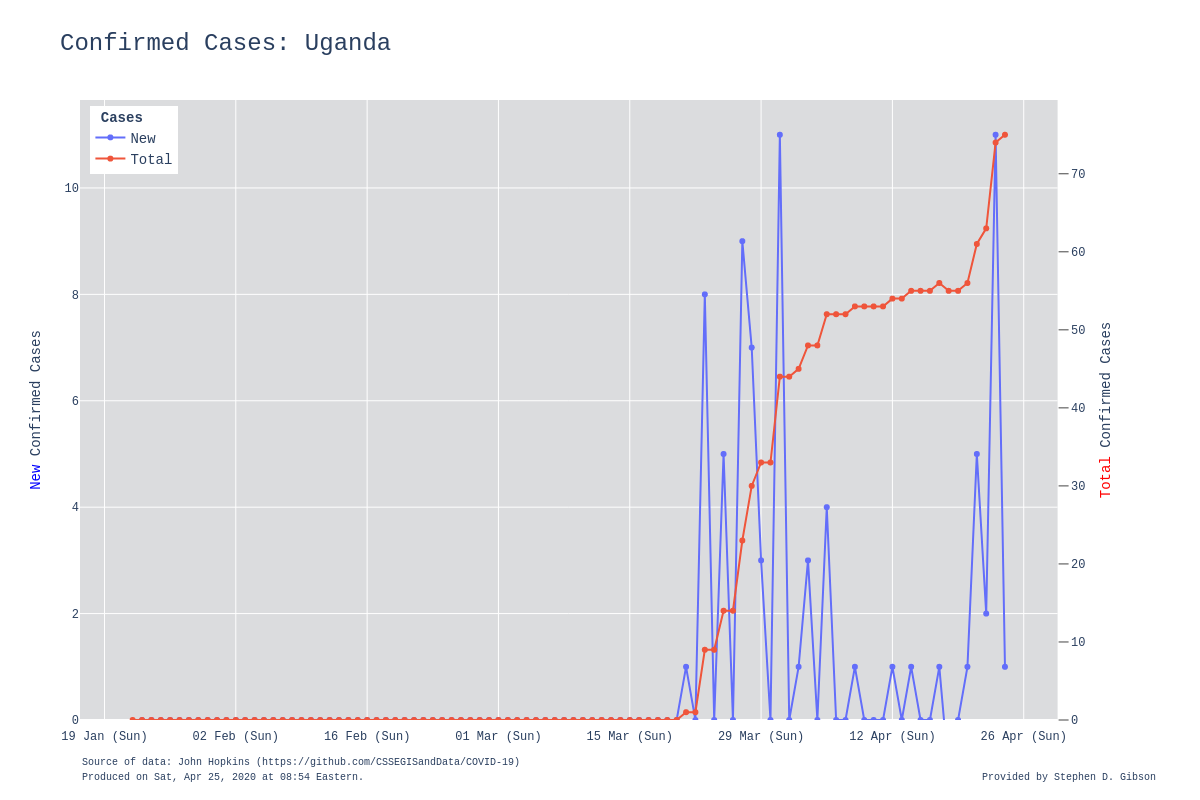 Confirmed Cases: Uganda
Cases
New
Total
10
8
6
4
2
0
70
60
50
40
30
20
10
0
New Confirmed Cases
Total Confirmed Cases
19 Jan (Sun) 02 Feb (Sun) 16 Feb (Sun) 01 Mar (Sun) 15 Mar (Sun) 29 Mar (Sun) 12 Apr (Sun) 26 Apr (Sun)
Source of data: John Hopkins (https://github.com/CSSEGISandData/COVID-19)
Produced on Sat, Apr 25, 2020 at 08:54 Eastern.
Provided by Stephen D. Gibson